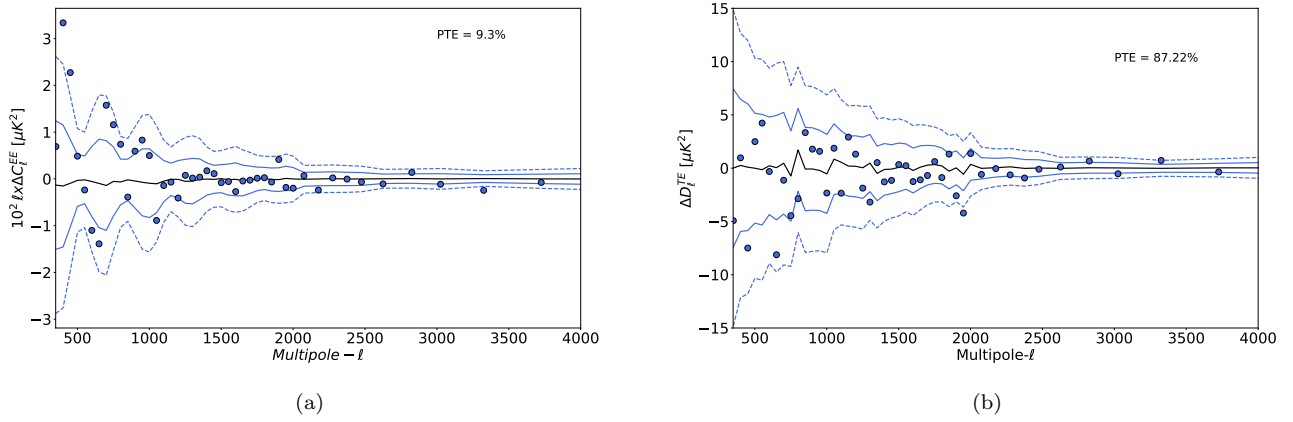 PTE = 9.3%
10² ℓxΔC_ℓ^{EE} [μK²]
3
2
1
0
−1
−2
−3
500 1000 1500 2000 2500 3000 3500 4000
Multipole − ℓ
(a)
PTE = 87.22%
ΔD_ℓ^{TE} [μK²]
15
10
5
0
−5
−10
−15
500 1000 1500 2000 2500 3000 3500 4000
Multipole-ℓ
(b)